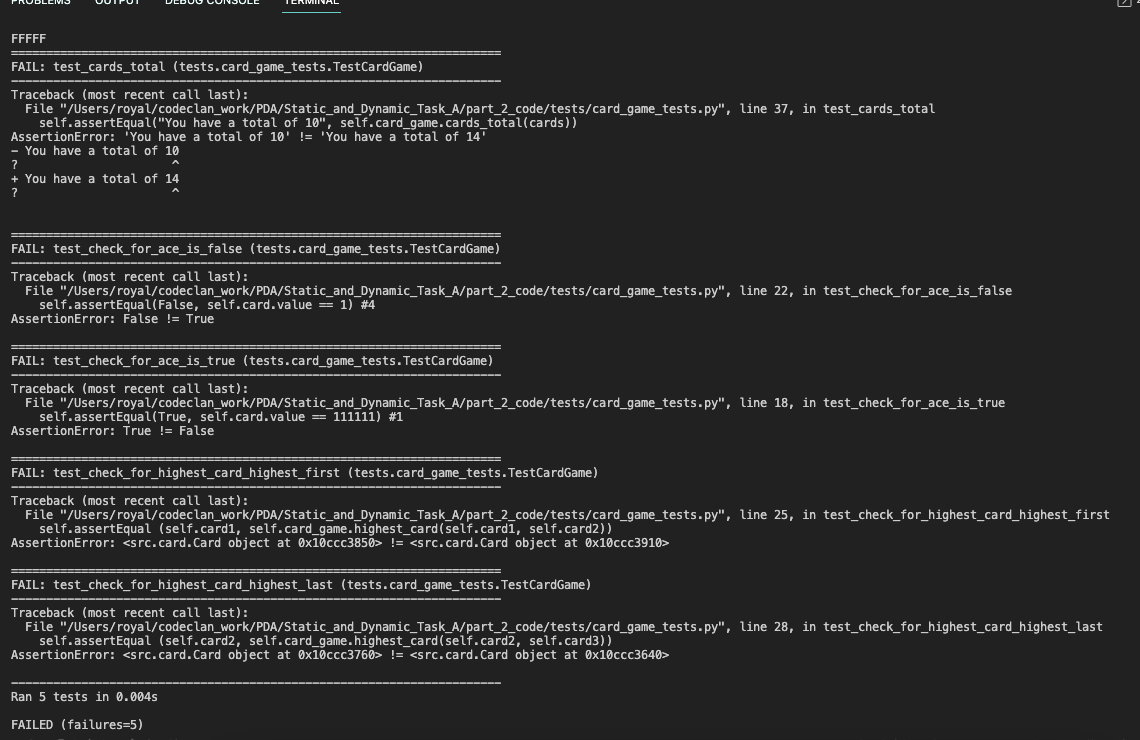 PROBLEMS OUTPUT DEBUG CONSOLE TERMINAL
FFFFF
======================================================================
FAIL: test_cards_total (tests.card_game_tests.TestCardGame)
----------------------------------------------------------------------
Traceback (most recent call last):
  File "/Users/royal/codeclan_work/PDA/Static_and_Dynamic_Task_A/part_2_code/tests/card_game_tests.py", line 37, in test_cards_total
    self.assertEqual("You have a total of 10", self.card_game.cards_total(cards))
AssertionError: 'You have a total of 10' != 'You have a total of 14'
- You have a total of 10
?                      ^
+ You have a total of 14
?                      ^
======================================================================
FAIL: test_check_for_ace_is_false (tests.card_game_tests.TestCardGame)
----------------------------------------------------------------------
Traceback (most recent call last):
  File "/Users/royal/codeclan_work/PDA/Static_and_Dynamic_Task_A/part_2_code/tests/card_game_tests.py", line 22, in test_check_for_ace_is_false
    self.assertEqual(False, self.card.value == 1) #4
AssertionError: False != True
======================================================================
FAIL: test_check_for_ace_is_true (tests.card_game_tests.TestCardGame)
----------------------------------------------------------------------
Traceback (most recent call last):
  File "/Users/royal/codeclan_work/PDA/Static_and_Dynamic_Task_A/part_2_code/tests/card_game_tests.py", line 18, in test_check_for_ace_is_true
    self.assertEqual(True, self.card.value == 111111) #1
AssertionError: True != False
======================================================================
FAIL: test_check_for_highest_card_highest_first (tests.card_game_tests.TestCardGame)
----------------------------------------------------------------------
Traceback (most recent call last):
  File "/Users/royal/codeclan_work/PDA/Static_and_Dynamic_Task_A/part_2_code/tests/card_game_tests.py", line 25, in test_check_for_highest_card_highest_first
    self.assertEqual (self.card1, self.card_game.highest_card(self.card1, self.card2))
AssertionError: <src.card.Card object at 0x10ccc3850> != <src.card.Card object at 0x10ccc3910>
======================================================================
FAIL: test_check_for_highest_card_highest_last (tests.card_game_tests.TestCardGame)
----------------------------------------------------------------------
Traceback (most recent call last):
  File "/Users/royal/codeclan_work/PDA/Static_and_Dynamic_Task_A/part_2_code/tests/card_game_tests.py", line 28, in test_check_for_highest_card_highest_last
    self.assertEqual (self.card2, self.card_game.highest_card(self.card2, self.card3))
AssertionError: <src.card.Card object at 0x10ccc3760> != <src.card.Card object at 0x10ccc3640>
----------------------------------------------------------------------
Ran 5 tests in 0.004s
FAILED (failures=5)